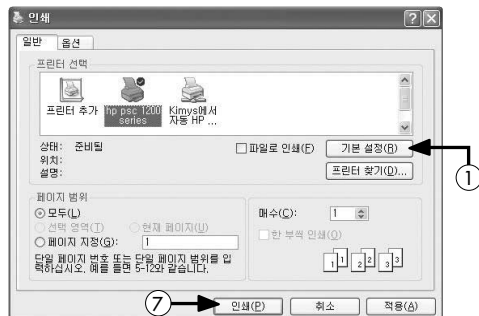 인쇄
일반 옵션
프린터 선택
프린터 추가 hp psc 1200 series Kimys에서 자동 HP ...
상태: 준비됨
위치:
설명:
파일로 인쇄(F)
기본 설정(R)
프린터 찾기(D)...
①
페이지 범위
모두(L)
선택 영역(T) 현재 페이지(U)
페이지 지정(G): 1
단일 페이지 번호 또는 단일 페이지 범위를 입
력하십시오. 예를 들면 5-12와 같습니다.
매수(C): 1
한 부씩 인쇄(O)
1 1 2 2 3 3
⑦
인쇄(P) 취소 적용(A)